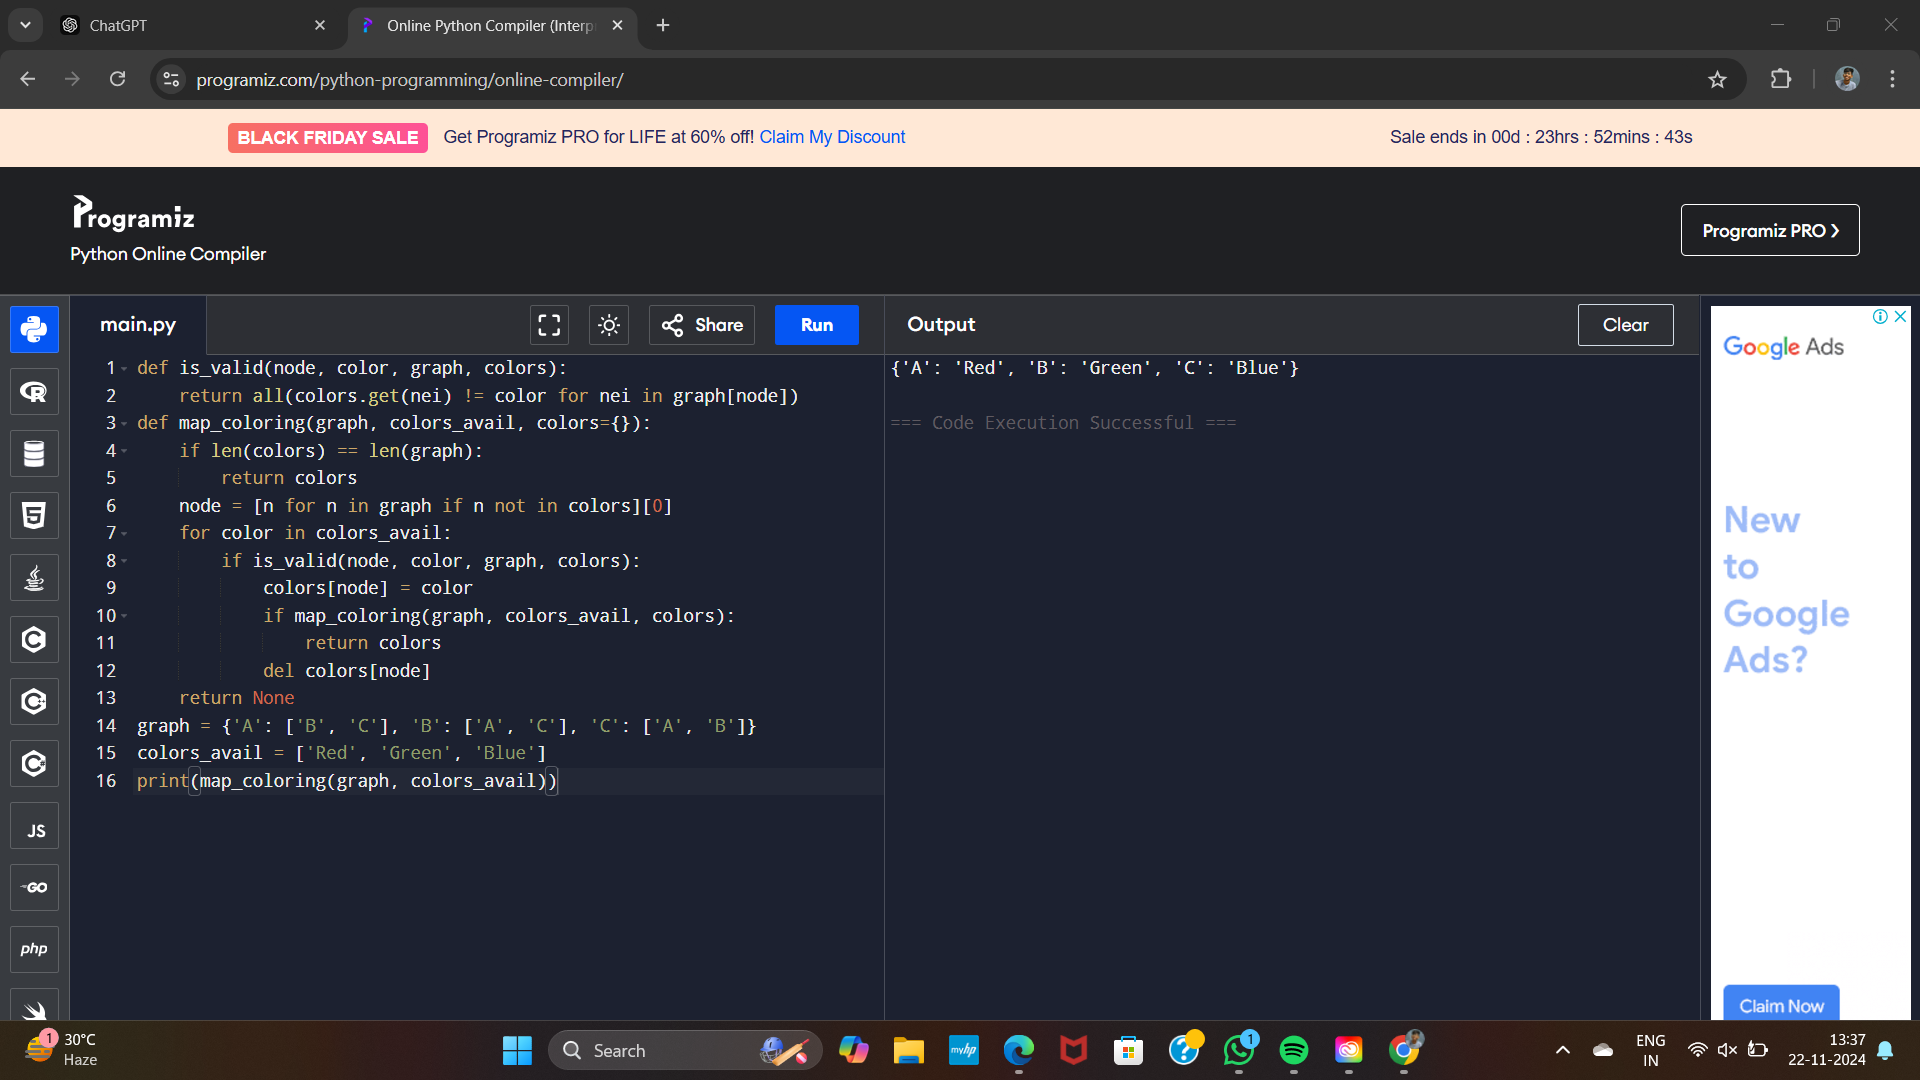 ChatGPT
Online Python Compiler (Interp
programiz.com/python-programming/online-compiler/
BLACK FRIDAY SALE Get Programiz PRO for LIFE at 60% off! Claim My Discount
Sale ends in 00d : 23hrs : 52mins : 43s
Programiz
Python Online Compiler
Programiz PRO
main.py
Share
Run
Output
Clear
1 def is_valid(node, color, graph, colors):
2     return all(colors.get(nei) != color for nei in graph[node])
3 def map_coloring(graph, colors_avail, colors={}):
4     if len(colors) == len(graph):
5         return colors
6     node = [n for n in graph if n not in colors][0]
7     for color in colors_avail:
8         if is_valid(node, color, graph, colors):
9             colors[node] = color
10             if map_coloring(graph, colors_avail, colors):
11                 return colors
12             del colors[node]
13     return None
14 graph = {'A': ['B', 'C'], 'B': ['A', 'C'], 'C': ['A', 'B']}
15 colors_avail = ['Red', 'Green', 'Blue']
16 print(map_coloring(graph, colors_avail))
{'A': 'Red', 'B': 'Green', 'C': 'Blue'}
=== Code Execution Successful ===
Google Ads
New
to
Google
Ads?
Claim Now
R
5
C
C
C
JS
GO
php
1
30°C
Haze
Search
myhp
1
ENG
IN
13:37
22-11-2024